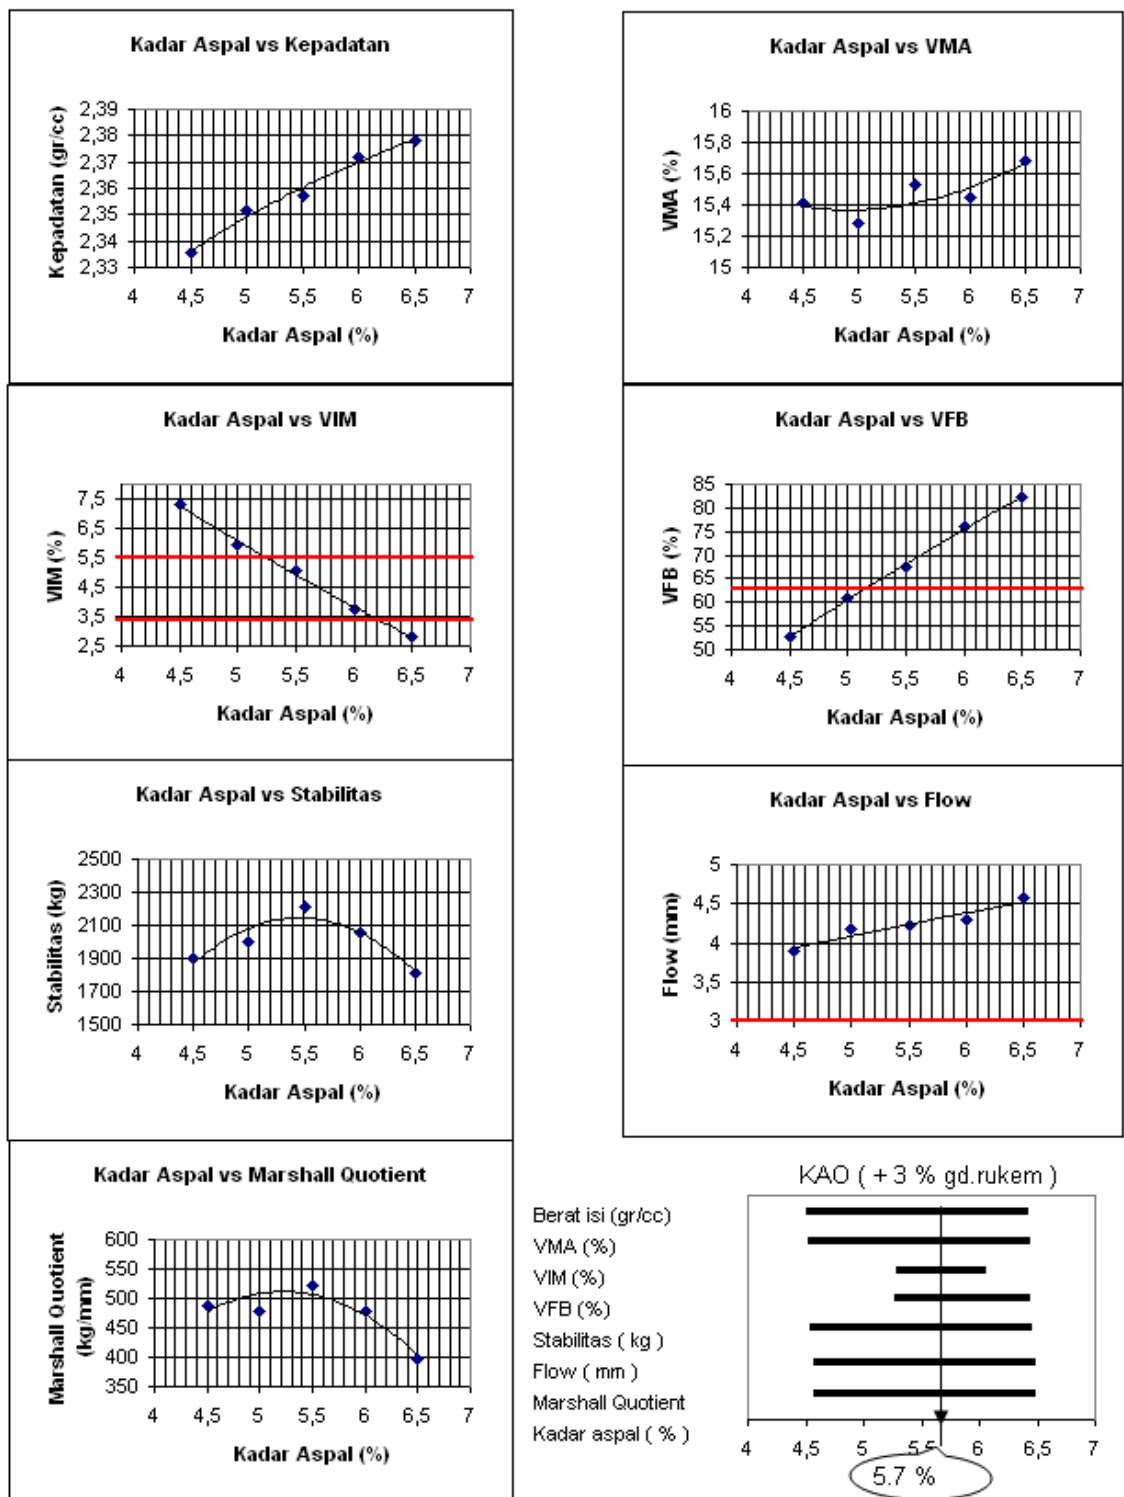 Kadar Aspal vs Kepadatan
Kepadatan (gr/cc)
2,39
2,38
2,37
2,36
2,35
2,34
2,33
4 4,5 5 5,5 6 6,5 7
Kadar Aspal (%)
Kadar Aspal vs VMA
VMA (%)
16
15,8
15,6
15,4
15,2
15
4 4,5 5 5,5 6 6,5 7
Kadar Aspal (%)
Kadar Aspal vs VIM
VIM (%)
7,5
6,5
5,5
4,5
3,5
2,5
4 4,5 5 5,5 6 6,5 7
Kadar Aspal (%)
Kadar Aspal vs VFB
VFB (%)
85
80
75
70
65
60
55
50
4 4,5 5 5,5 6 6,5 7
Kadar Aspal (%)
Kadar Aspal vs Stabilitas
Stabilitas (kg)
2500
2300
2100
1900
1700
1500
4 4,5 5 5,5 6 6,5 7
Kadar Aspal (%)
Kadar Aspal vs Flow
Flow (mm)
5
4,5
4
3,5
3
4 4,5 5 5,5 6 6,5 7
Kadar Aspal (%)
Kadar Aspal vs Marshall Quotient
Marshall Quotient
(kg/mm)
600
550
500
450
400
350
4 4,5 5 5,5 6 6,5 7
Kadar Aspal (%)
KAO ( + 3 % gd.rukem )
Berat isi (gr/cc)
VMA (%)
VIM (%)
VFB (%)
Stabilitas ( kg )
Flow ( mm )
Marshall Quotient
Kadar aspal ( % )
4 4,5 5 5,5 6 6,5 7
5.7 %